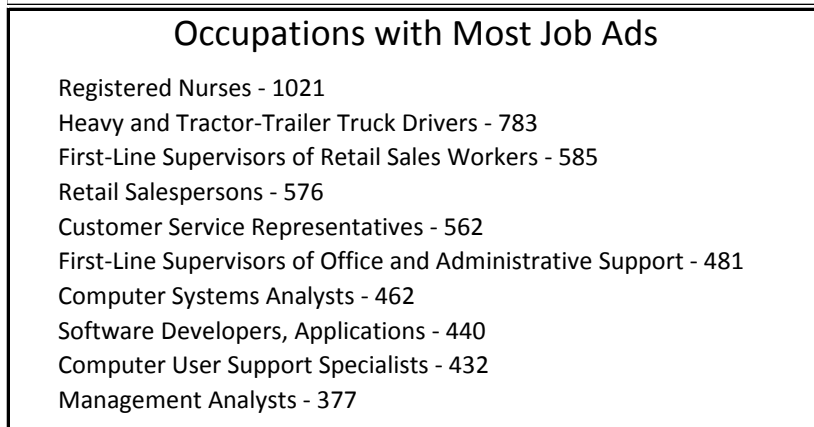 Occupations with Most Job Ads
Registered Nurses - 1021
Heavy and Tractor-Trailer Truck Drivers - 783
First-Line Supervisors of Retail Sales Workers - 585
Retail Salespersons - 576
Customer Service Representatives - 562
First-Line Supervisors of Office and Administrative Support - 481
Computer Systems Analysts - 462
Software Developers, Applications - 440
Computer User Support Specialists - 432
Management Analysts - 377